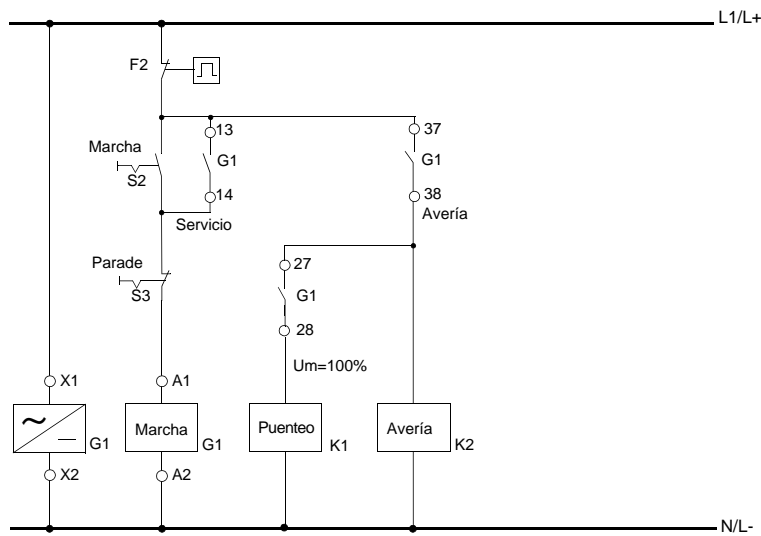 L1/L+
F2
13
37
Marcha
G1
G1
S2
14
38
Avería
Servicio
Parade
27
S3
G1
28
Um=100%
X1
A1
~
Marcha
Puenteo
Avería
G1
G1
K1
K2
X2
A2
N/L-